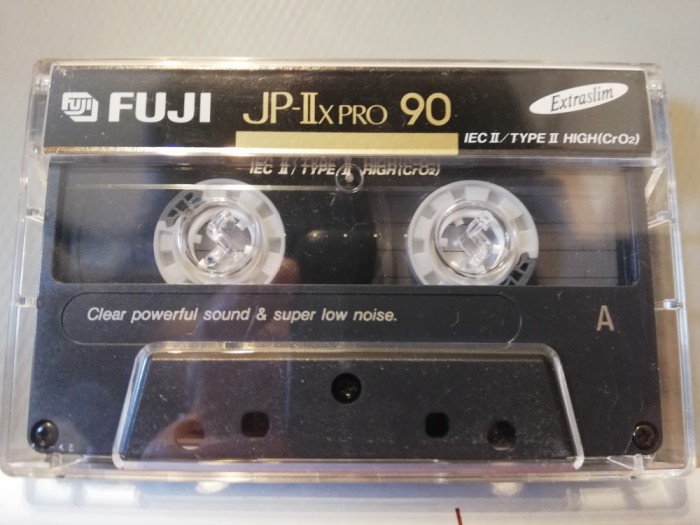 FUJI FUJI JP-IIx PRO 90 Extraslim
IEC II/TYPE II HIGH(CrO2)
IEC II/TYPE II HIGH(CrO2)
Clear powerful sound & super low noise.
A